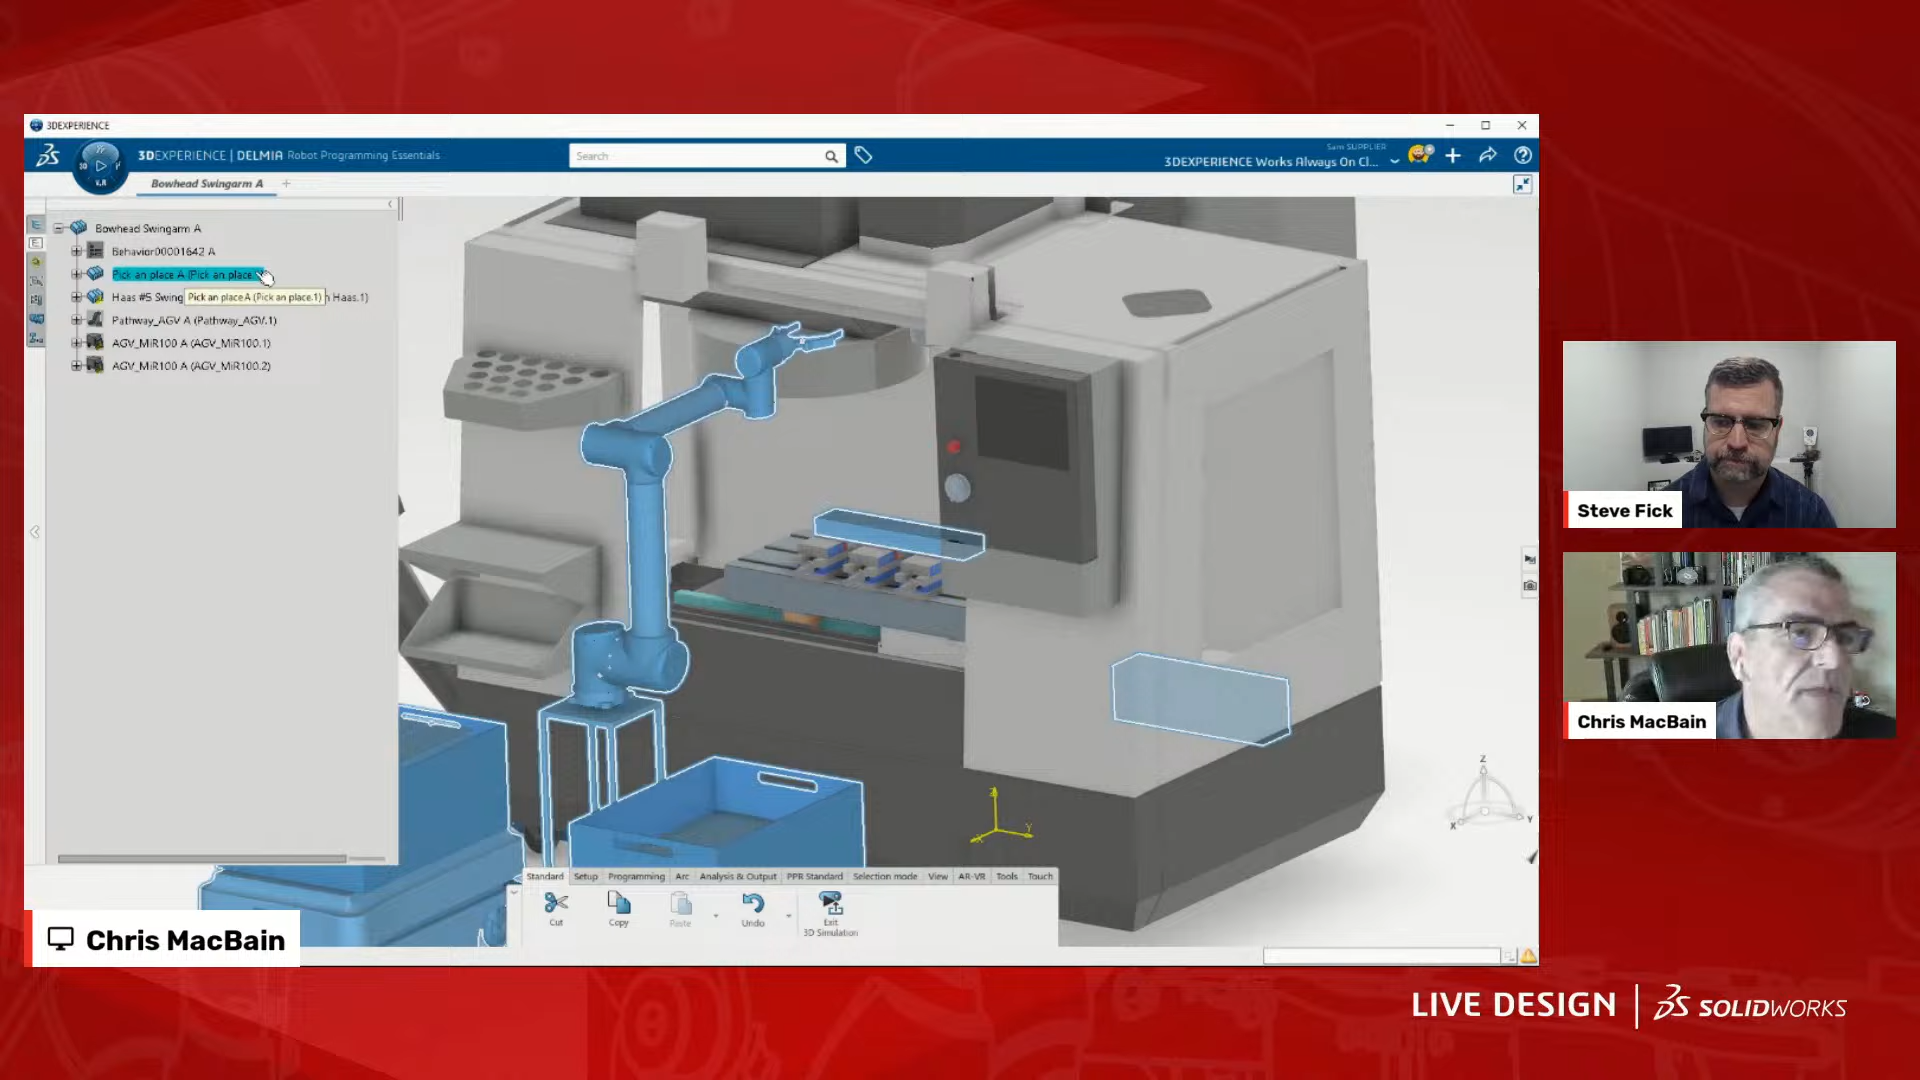 3DEXPERIENCE
3DEXPERIENCE | DELMIA Robot Programming Essentials
Search
Sam SUPPLIER
3DEXPERIENCE Works Always On Cl...
3D
V.R
Bowhead Swingarm A
Bowhead Swingarm A
Behavior00001642 A
Pick an place A (Pick an place.
Haas #5 Swing
Pick an place A (Pick an place.1)
n Haas.1)
Pathway_AGV A (Pathway_AGV.1)
AGV_MiR100 A (AGV_MiR100.1)
AGV_MiR100 A (AGV_MiR100.2)
Steve Fick
Chris MacBain
Z
X
Y
Z
Y
Standard Setup Programming Arc Analysis & Output PPR Standard Selection mode View AR-VR Tools Touch
Cut
Copy
Paste
Undo
Exit
3D Simulation
Chris MacBain
LIVE DESIGN | SOLIDWORKS